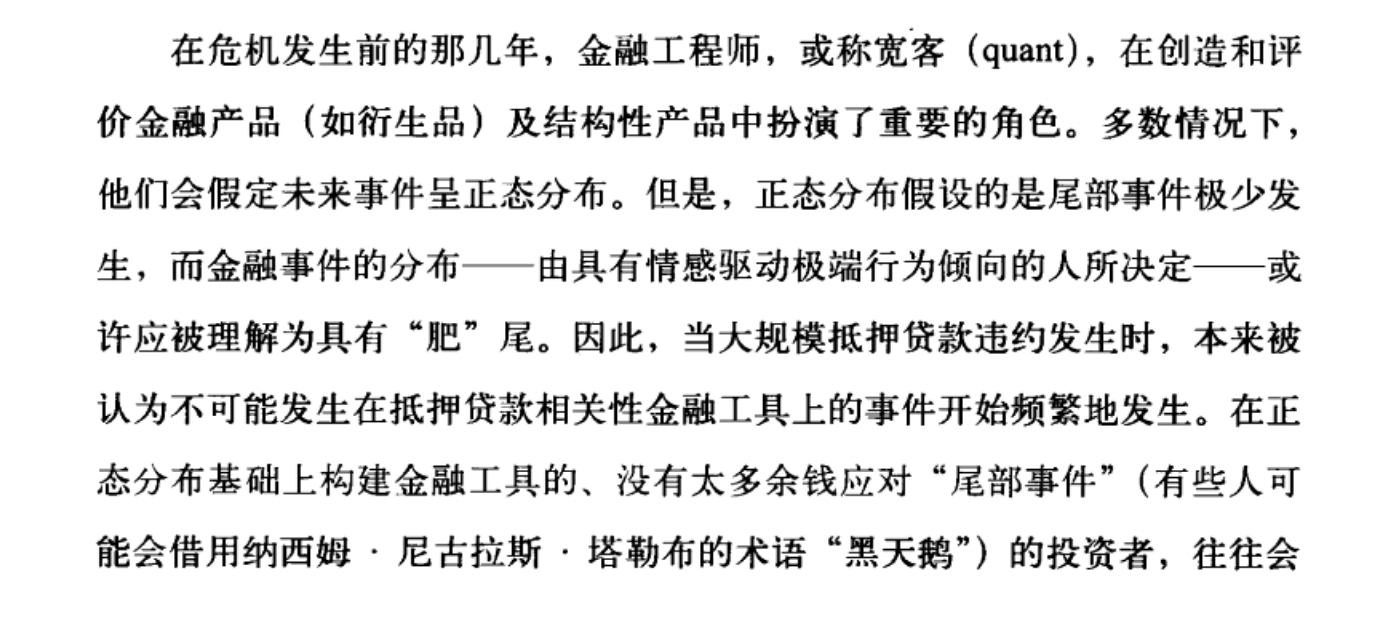 在危机发生前的那几年，金融工程师，或称宽客（quant），在创造和评
价金融产品（如衍生品）及结构性产品中扮演了重要的角色。多数情况下，
他们会假定未来事件呈正态分布。但是，正态分布假设的是尾部事件极少发
生，而金融事件的分布——由具有情感驱动极端行为倾向的人所决定——或
许应被理解为具有“肥”尾。因此，当大规模抵押贷款违约发生时，本来被
认为不可能发生在抵押贷款相关性金融工具上的事件开始频繁地发生。在正
态分布基础上构建金融工具的、没有太多余钱应对“尾部事件”（有些人可
能会借用纳西姆·尼古拉斯·塔勒布的术语“黑天鹅”）的投资者，往往会